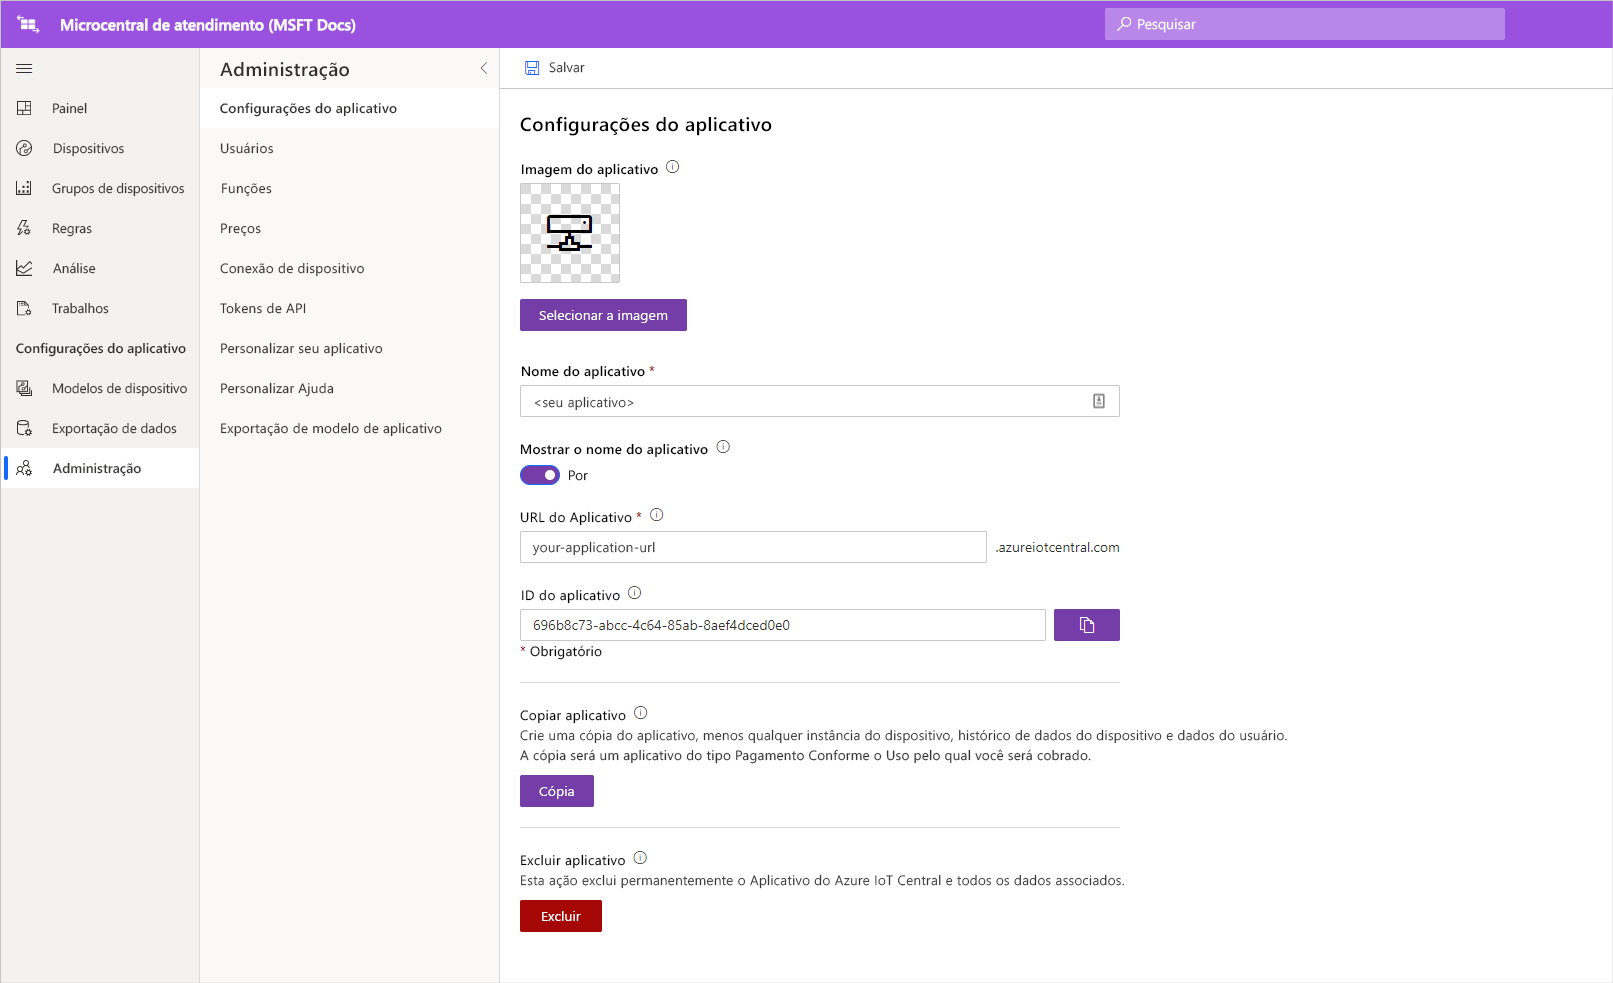 Microcentral de atendimento (MSFT Docs)
Pesquisar
Painel
Dispositivos
Grupos de dispositivos
Regras
Análise
Trabalhos
Configurações do aplicativo
Modelos de dispositivo
Exportação de dados
Administração
Administração
Configurações do aplicativo
Usuários
Funções
Preços
Conexão de dispositivo
Tokens de API
Personalizar seu aplicativo
Personalizar Ajuda
Exportação de modelo de aplicativo
Salvar
Configurações do aplicativo
Imagem do aplicativo
Selecionar a imagem
Nome do aplicativo *
<seu aplicativo>
Mostrar o nome do aplicativo
Por
URL do Aplicativo *
your-application-url .azureiotcentral.com
ID do aplicativo
696b8c73-abcc-4c64-85ab-8aef4dced0e0
* Obrigatório
Copiar aplicativo
Crie uma cópia do aplicativo, menos qualquer instância do dispositivo, histórico de dados do dispositivo e dados do usuário.
A cópia será um aplicativo do tipo Pagamento Conforme o Uso pelo qual você será cobrado.
Cópia
Excluir aplicativo
Esta ação exclui permanentemente o Aplicativo do Azure IoT Central e todos os dados associados.
Excluir